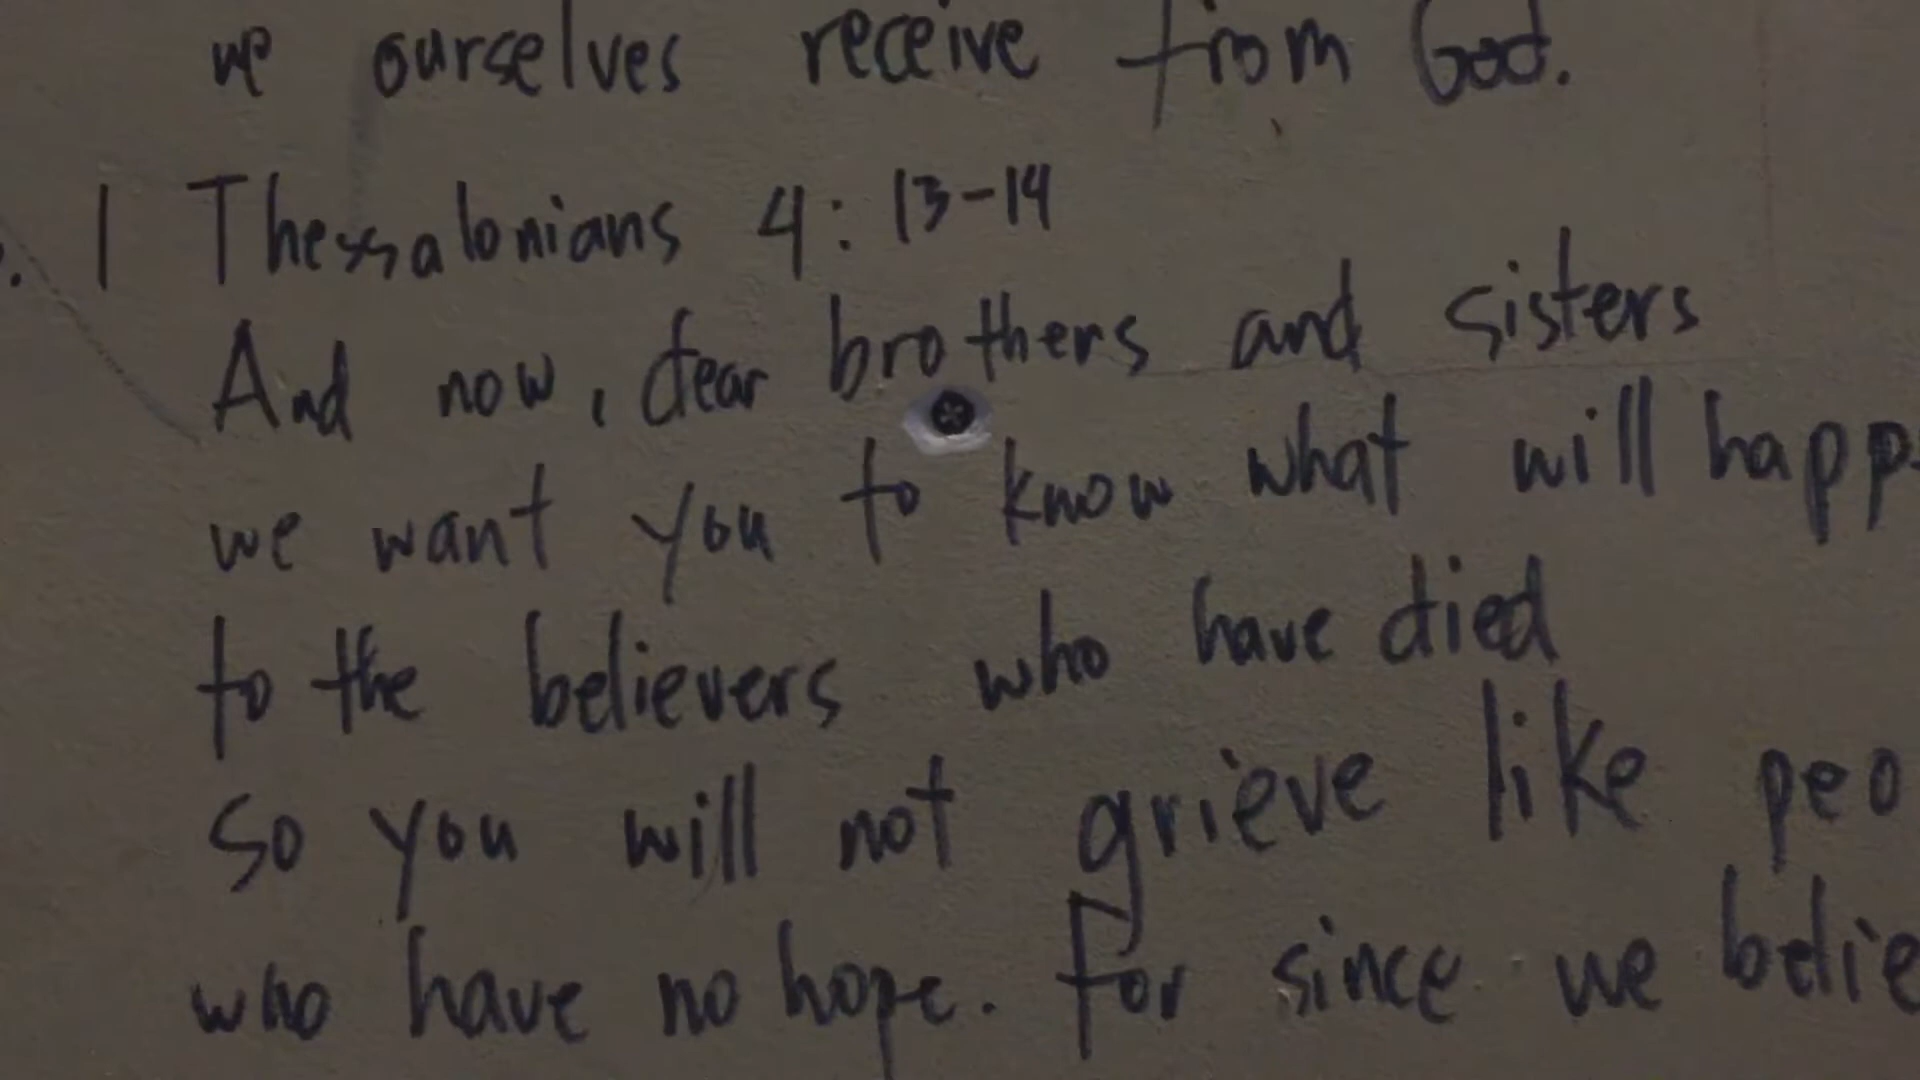 we ourselves receive from God.
. 1 Thessalonians 4:13-14
And now, dear brothers and sisters
we want you to know what will happ
to the believers who have died
so you will not grieve like peo
who have no hope. For since we belie